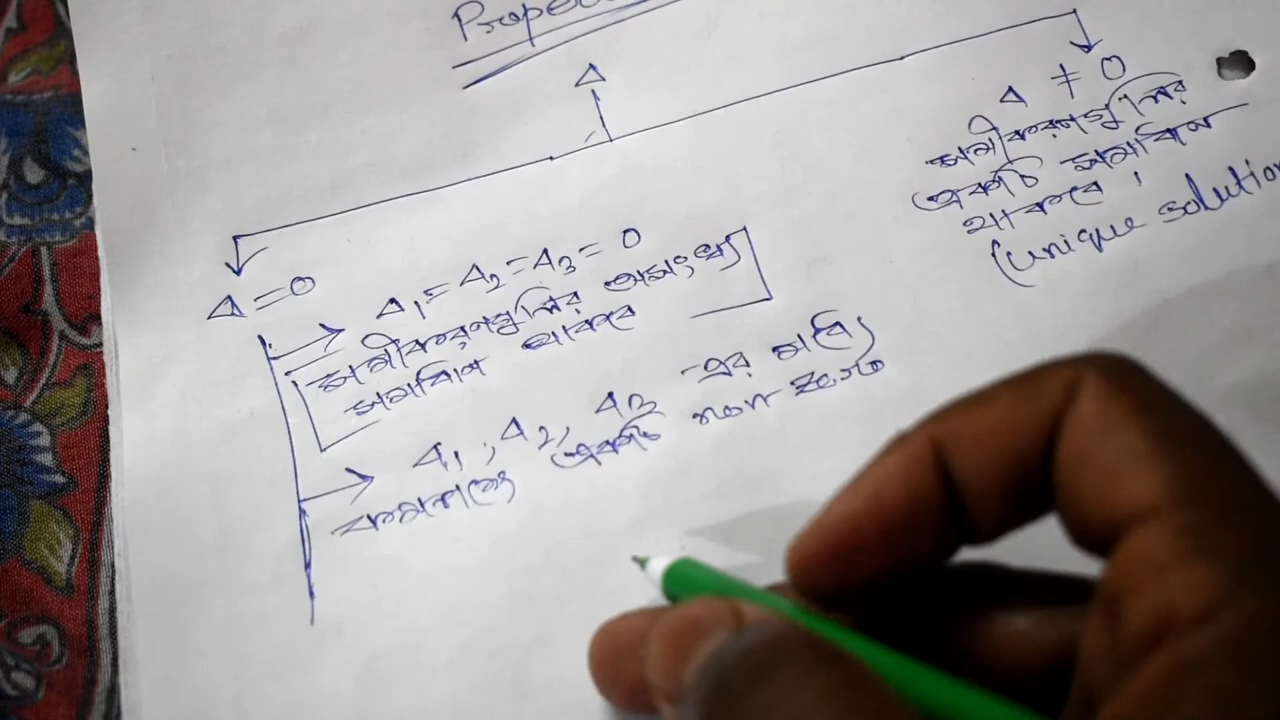 Δ
Δ ≠ 0
সমীকরণগুলির
একটি সমাধান
থাকবে।
(unique solution
Δ = 0
Δ₁ = Δ₂ = Δ₃ = 0
সমীকরণগুলির অসংখ্য
সমাধান থাকবে
Δ₁, Δ₂, Δ₃ -এর মধ্যে
কমপক্ষে একটি non zero